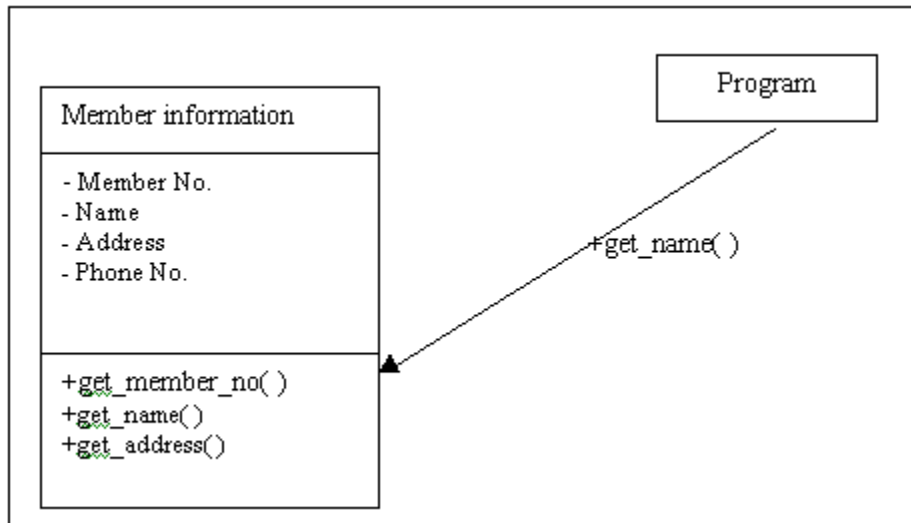 Member information
- Member No.
- Name
- Address
- Phone No.
+get_member_no( )
+get_name( )
+get_address()
Program
+get_name( )